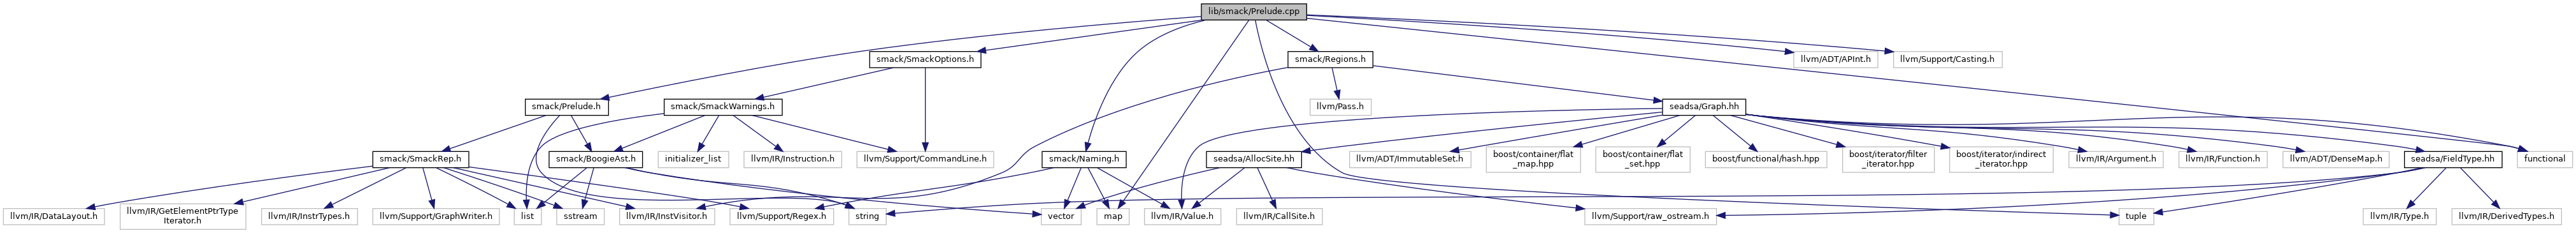 lib/smack/Prelude.cpp
smack/SmackOptions.h
smack/Regions.h
llvm/ADT/APInt.h
llvm/Support/Casting.h
smack/Prelude.h
smack/SmackWarnings.h
llvm/Pass.h
seadsa/Graph.hh
smack/SmackRep.h
smack/BoogieAst.h
initializer_list
llvm/IR/Instruction.h
llvm/Support/CommandLine.h
smack/Naming.h
seadsa/AllocSite.hh
llvm/ADT/ImmutableSet.h
boost/container/flat
_map.hpp
boost/container/flat
_set.hpp
boost/functional/hash.hpp
boost/iterator/filter
_iterator.hpp
boost/iterator/indirect
_iterator.hpp
llvm/IR/Argument.h
llvm/IR/Function.h
llvm/ADT/DenseMap.h
seadsa/FieldType.hh
functional
llvm/IR/DataLayout.h
llvm/IR/GetElementPtrType
Iterator.h
llvm/IR/InstrTypes.h
llvm/Support/GraphWriter.h
list
sstream
llvm/IR/InstVisitor.h
llvm/Support/Regex.h
string
vector
map
llvm/IR/Value.h
llvm/IR/CallSite.h
llvm/Support/raw_ostream.h
tuple
llvm/IR/Type.h
llvm/IR/DerivedTypes.h